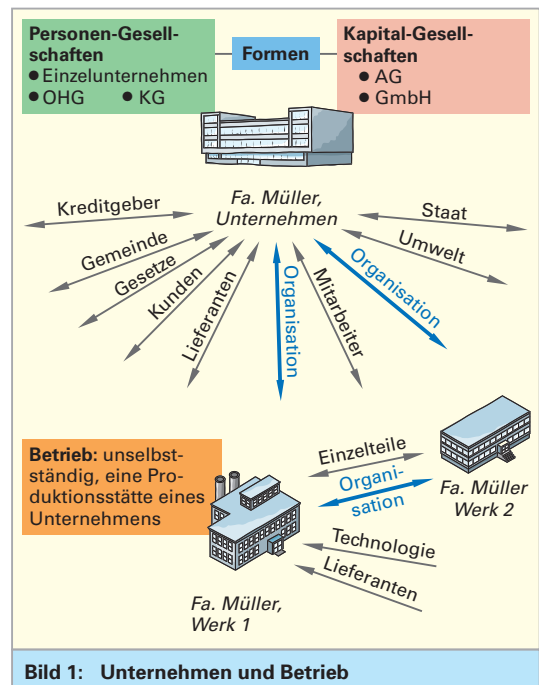 Personen-Gesell-
schaften
● Einzelunternehmen
● OHG ● KG
Formen
Kapital-Gesell-
schaften
● AG
● GmbH
Fa. Müller,
Unternehmen
Kreditgeber
Gemeinde
Gesetze
Kunden
Lieferanten
Organisation
Mitarbeiter
Organisation
Umwelt
Staat
Betrieb: unselbst-
ständig, eine Pro-
duktionsstätte eines
Unternehmens
Einzelteile
Organi-
sation
Fa. Müller
Werk 2
Technologie
Lieferanten
Fa. Müller,
Werk 1
Bild 1: Unternehmen und Betrieb